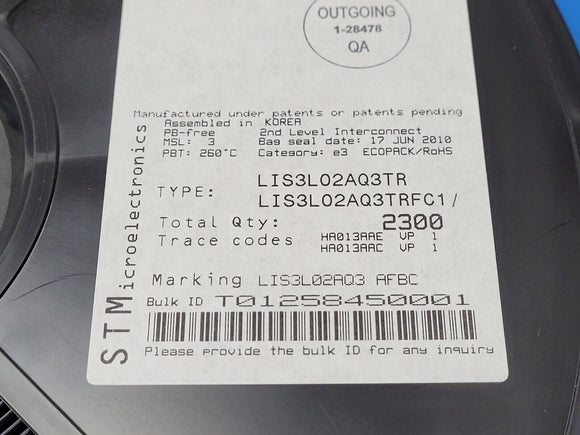 OUTGOING
1-28478
QA
Manufactured under patents or patents pending
Assembled in KOREA
PB-free 2nd Level Interconnect
MSL: 3 Bag seal date: 17 JUN 2010
PBT: 260°C Category: e3 ECOPACK/RoHS
TYPE: LIS3L02AQ3TR
LIS3L02AQ3TRFC1/
Total Qty: 2300
Trace codes HA013AAE VP 1
HA013AAC VP 1
Marking LIS3L02AQ3 AFBC
Bulk ID T01258450001
Please provide the bulk ID for any inquiry
STMicroelectronics